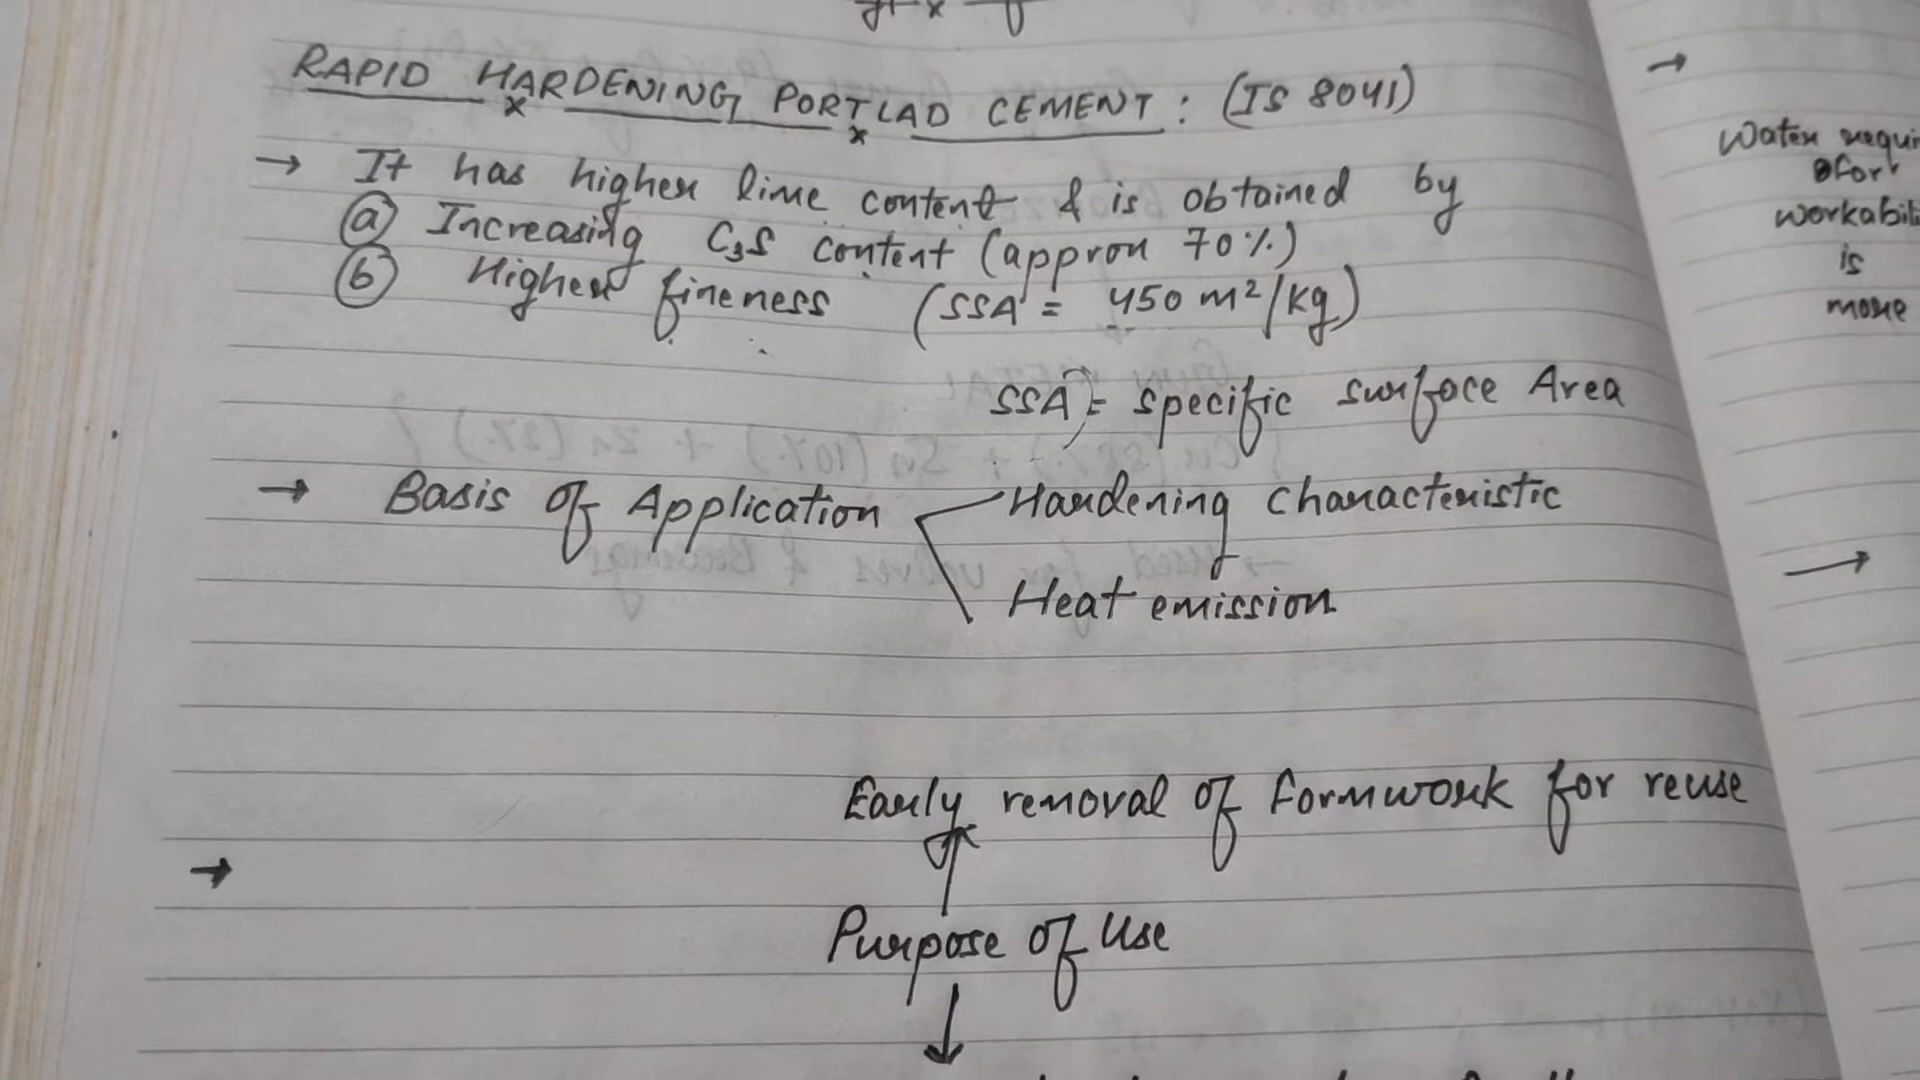 RAPID HARDENING PORTLAD CEMENT : (IS 8041)
→ It has higher lime content & is obtained by
(a) Increasing C3S content (approx 70%)
(b) Higher fineness (SSA = 450 m²/kg)
SSA = specific surface Area
→ Basis of Application
Hardening characteristic
Heat emission
Early removal of formwork for reuse
→
Purpose of Use
↓
→
Water
for
workabili
is
more
→